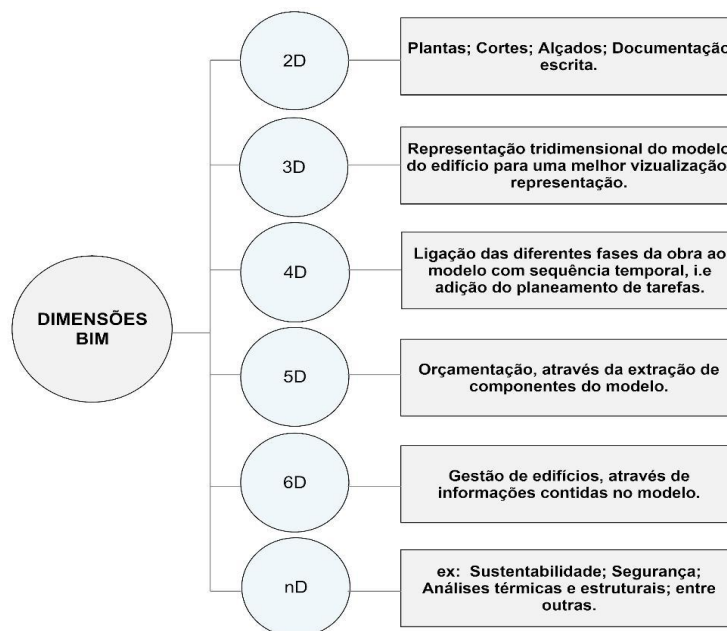 DIMENSÕES
BIM
2D
Plantas; Cortes; Alçados; Documentação
escrita.
3D
Representação tridimensional do modelo
do edifício para uma melhor vizualização
representação.
4D
Ligação das diferentes fases da obra ao
modelo com sequência temporal, i.e
adição do planeamento de tarefas.
5D
Orçamentação, através da extração de
componentes do modelo.
6D
Gestão de edifícios, através de
informações contidas no modelo.
nD
ex: Sustentabilidade; Segurança;
Análises térmicas e estruturais; entre
outras.